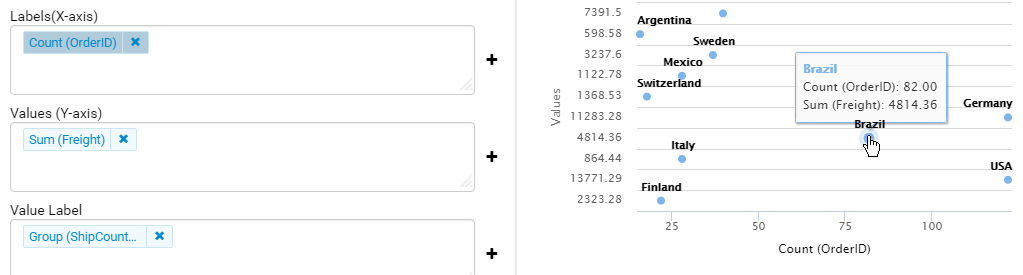 Labels(X-axis)
Count (OrderID) ✖
+
Values (Y-axis)
Sum (Freight) ✖
+
Value Label
Group (ShipCount... ✖
+
Values
7391.5
598.58
3237.6
1122.78
1368.53
11283.28
4814.36
864.44
13771.29
2323.28
Argentina
Sweden
Mexico
Switzerland
Brazil
Count (OrderID): 82.00
Sum (Freight): 4814.36
Germany
Brazil
Italy
USA
Finland
25 50 75 100
Count (OrderID)